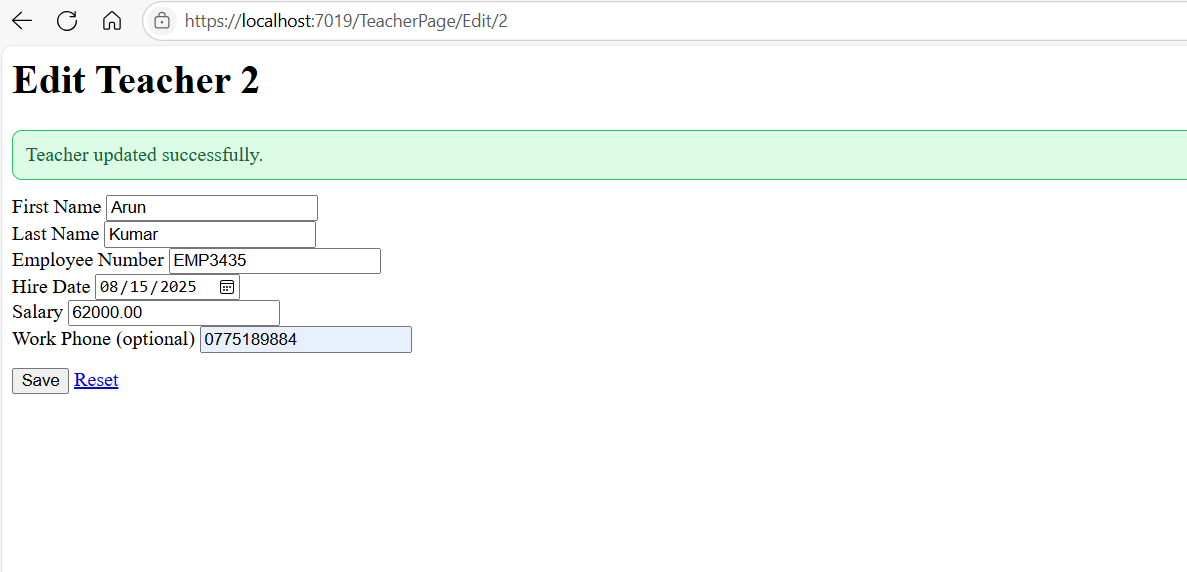 https://localhost:7019/TeacherPage/Edit/2
Edit Teacher 2
Teacher updated successfully.
First Name Arun
Last Name Kumar
Employee Number EMP3435
Hire Date 08/15/2025
Salary 62000.00
Work Phone (optional) 0775189884
Save Reset